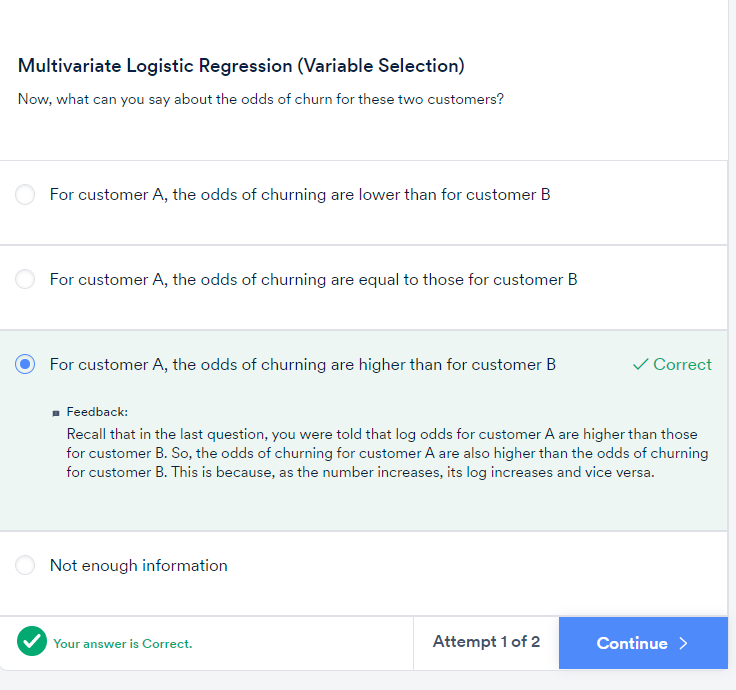 Multivariate Logistic Regression (Variable Selection)
Now, what can you say about the odds of churn for these two customers?
For customer A, the odds of churning are lower than for customer B
For customer A, the odds of churning are equal to those for customer B
For customer A, the odds of churning are higher than for customer B
Correct
Feedback:
Recall that in the last question, you were told that log odds for customer A are higher than those
for customer B. So, the odds of churning for customer A are also higher than the odds of churning
for customer B. This is because, as the number increases, its log increases and vice versa.
Not enough information
Your answer is Correct.
Attempt 1 of 2
Continue